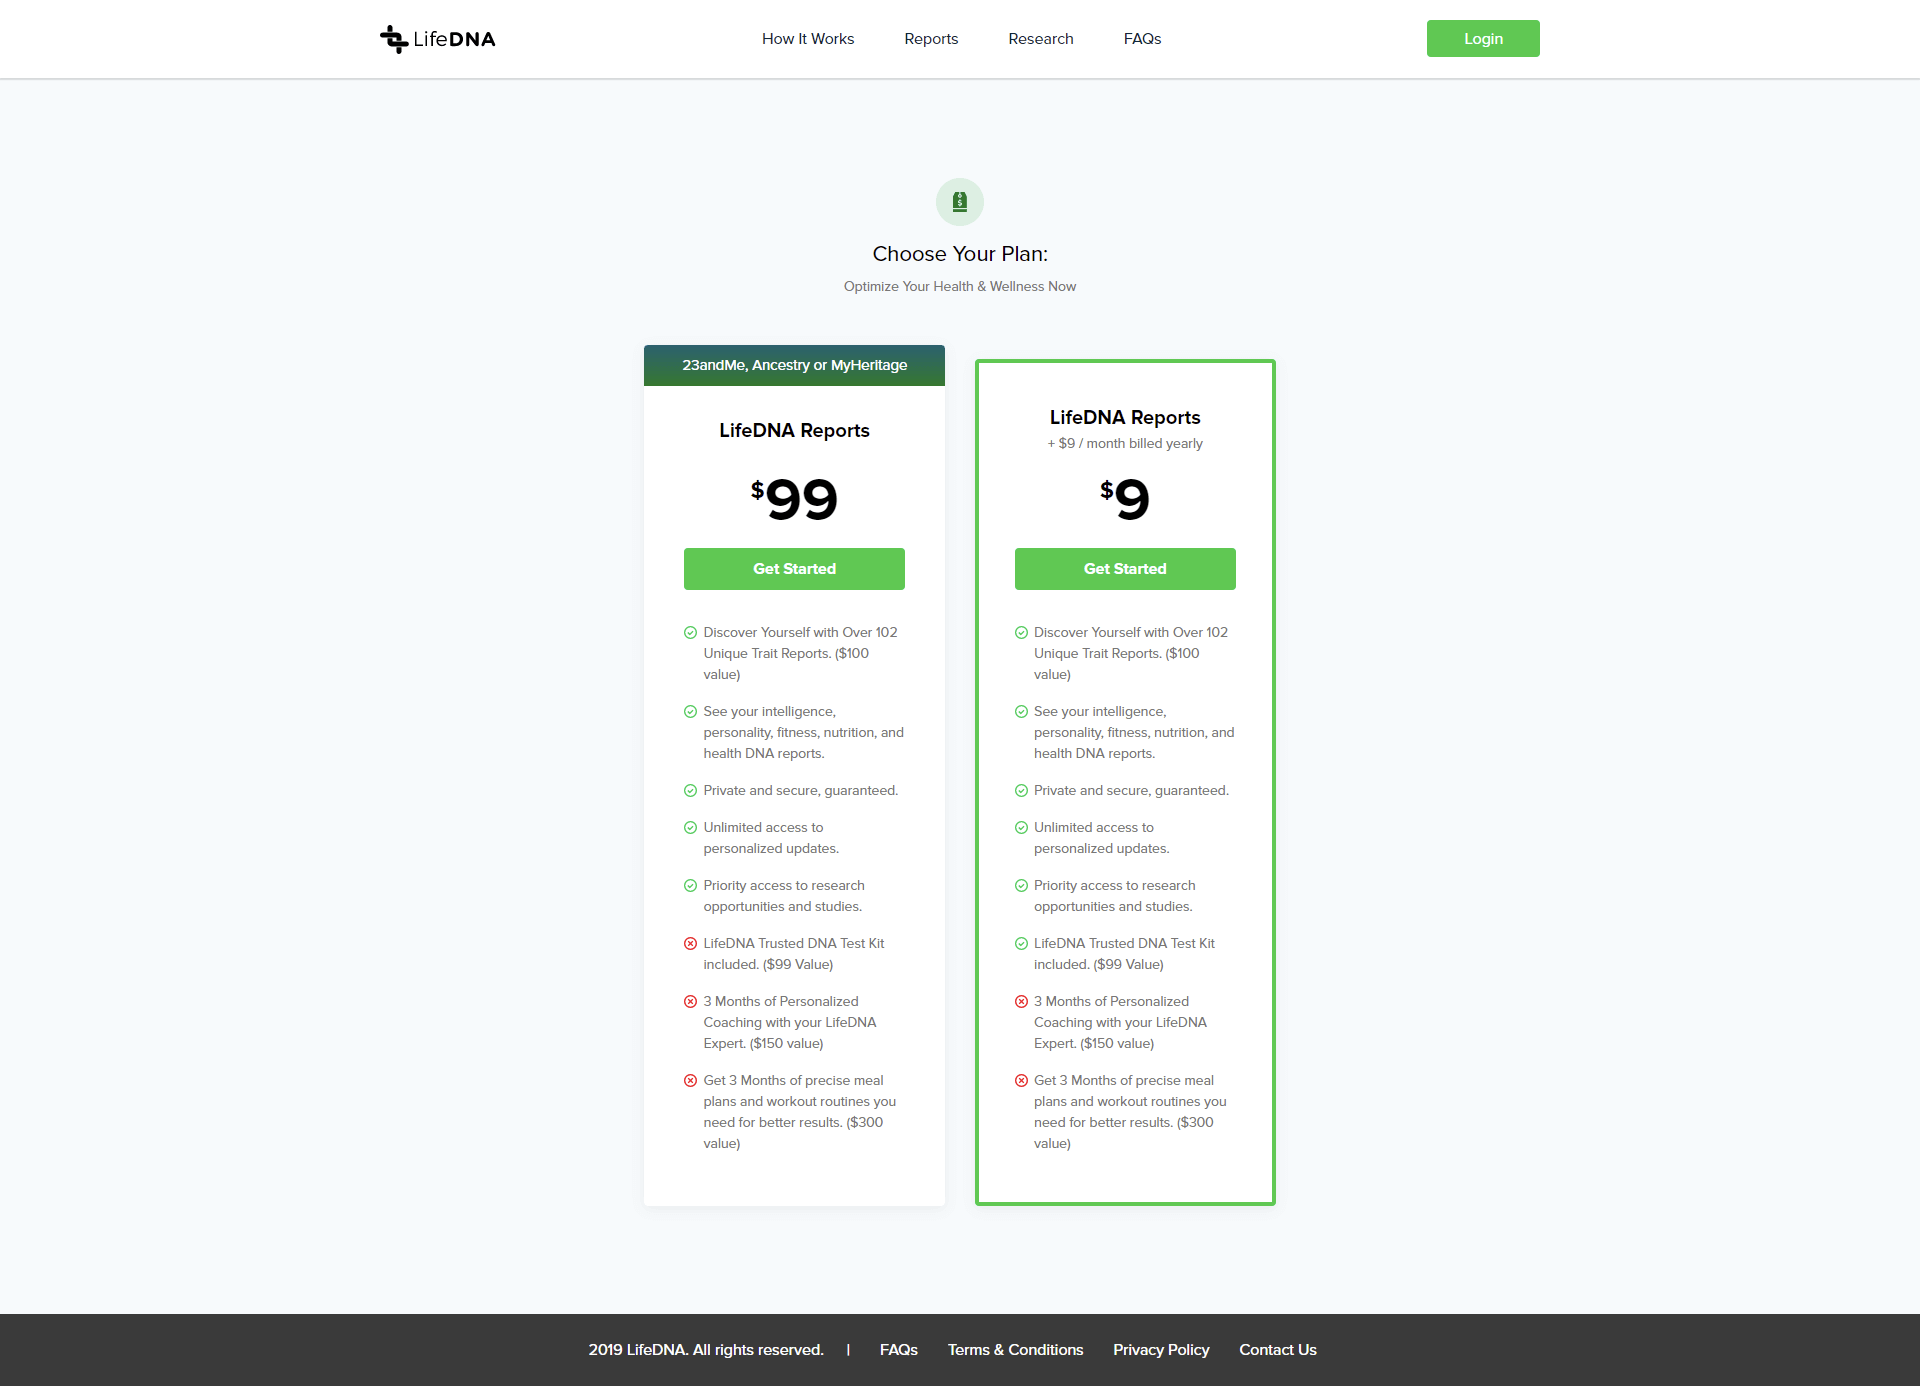 LifeDNA
How It Works
Reports
Research
FAQs
Login
Choose Your Plan:
Optimize Your Health & Wellness Now
23andMe, Ancestry or MyHeritage
LifeDNA Reports
$99
Get Started
Discover Yourself with Over 102
Unique Trait Reports. ($100
value)
See your intelligence,
personality, fitness, nutrition, and
health DNA reports.
Private and secure, guaranteed.
Unlimited access to
personalized updates.
Priority access to research
opportunities and studies.
LifeDNA Trusted DNA Test Kit
included. ($99 Value)
3 Months of Personalized
Coaching with your LifeDNA
Expert. ($150 value)
Get 3 Months of precise meal
plans and workout routines you
need for better results. ($300
value)
LifeDNA Reports
+ $9 / month billed yearly
$9
Get Started
Discover Yourself with Over 102
Unique Trait Reports. ($100
value)
See your intelligence,
personality, fitness, nutrition, and
health DNA reports.
Private and secure, guaranteed.
Unlimited access to
personalized updates.
Priority access to research
opportunities and studies.
LifeDNA Trusted DNA Test Kit
included. ($99 Value)
3 Months of Personalized
Coaching with your LifeDNA
Expert. ($150 value)
Get 3 Months of precise meal
plans and workout routines you
need for better results. ($300
value)
2019 LifeDNA. All rights reserved. | FAQs Terms & Conditions Privacy Policy Contact Us